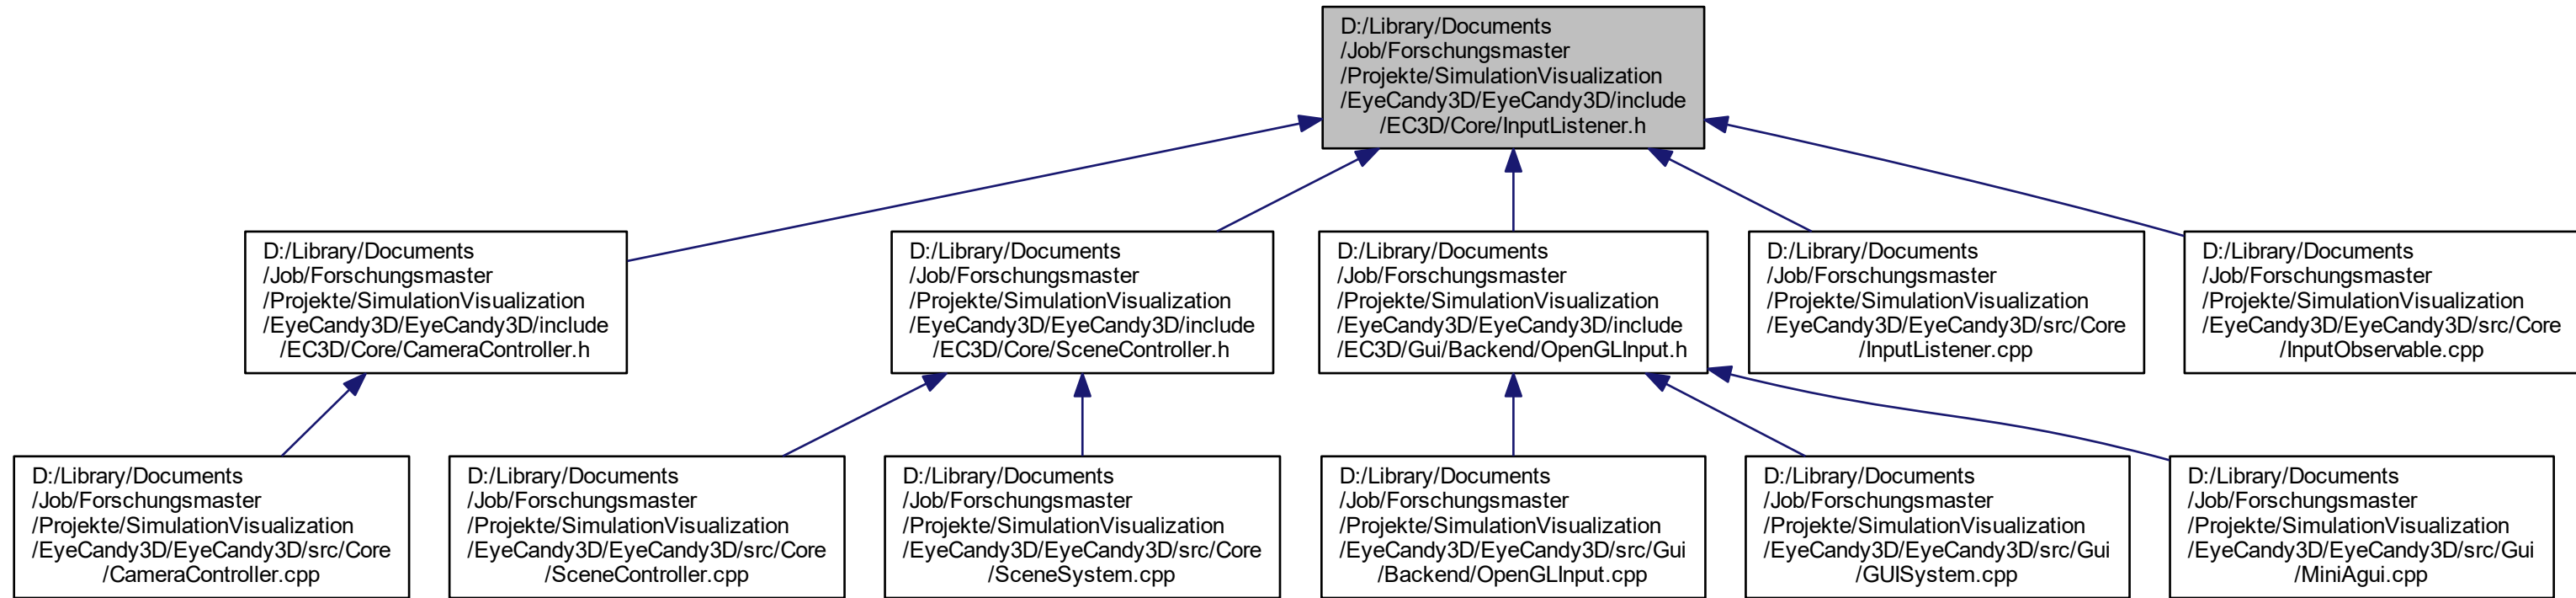 D:/Library/Documents
/Job/Forschungsmaster
/Projekte/SimulationVisualization
/EyeCandy3D/EyeCandy3D/include
/EC3D/Core/InputListener.h
D:/Library/Documents
/Job/Forschungsmaster
/Projekte/SimulationVisualization
/EyeCandy3D/EyeCandy3D/include
/EC3D/Core/CameraController.h
D:/Library/Documents
/Job/Forschungsmaster
/Projekte/SimulationVisualization
/EyeCandy3D/EyeCandy3D/include
/EC3D/Core/SceneController.h
D:/Library/Documents
/Job/Forschungsmaster
/Projekte/SimulationVisualization
/EyeCandy3D/EyeCandy3D/include
/EC3D/Gui/Backend/OpenGLInput.h
D:/Library/Documents
/Job/Forschungsmaster
/Projekte/SimulationVisualization
/EyeCandy3D/EyeCandy3D/src/Core
/InputListener.cpp
D:/Library/Documents
/Job/Forschungsmaster
/Projekte/SimulationVisualization
/EyeCandy3D/EyeCandy3D/src/Core
/InputObservable.cpp
D:/Library/Documents
/Job/Forschungsmaster
/Projekte/SimulationVisualization
/EyeCandy3D/EyeCandy3D/src/Core
/CameraController.cpp
D:/Library/Documents
/Job/Forschungsmaster
/Projekte/SimulationVisualization
/EyeCandy3D/EyeCandy3D/src/Core
/SceneController.cpp
D:/Library/Documents
/Job/Forschungsmaster
/Projekte/SimulationVisualization
/EyeCandy3D/EyeCandy3D/src/Core
/SceneSystem.cpp
D:/Library/Documents
/Job/Forschungsmaster
/Projekte/SimulationVisualization
/EyeCandy3D/EyeCandy3D/src/Gui
/Backend/OpenGLInput.cpp
D:/Library/Documents
/Job/Forschungsmaster
/Projekte/SimulationVisualization
/EyeCandy3D/EyeCandy3D/src/Gui
/GUISystem.cpp
D:/Library/Documents
/Job/Forschungsmaster
/Projekte/SimulationVisualization
/EyeCandy3D/EyeCandy3D/src/Gui
/MiniAgui.cpp